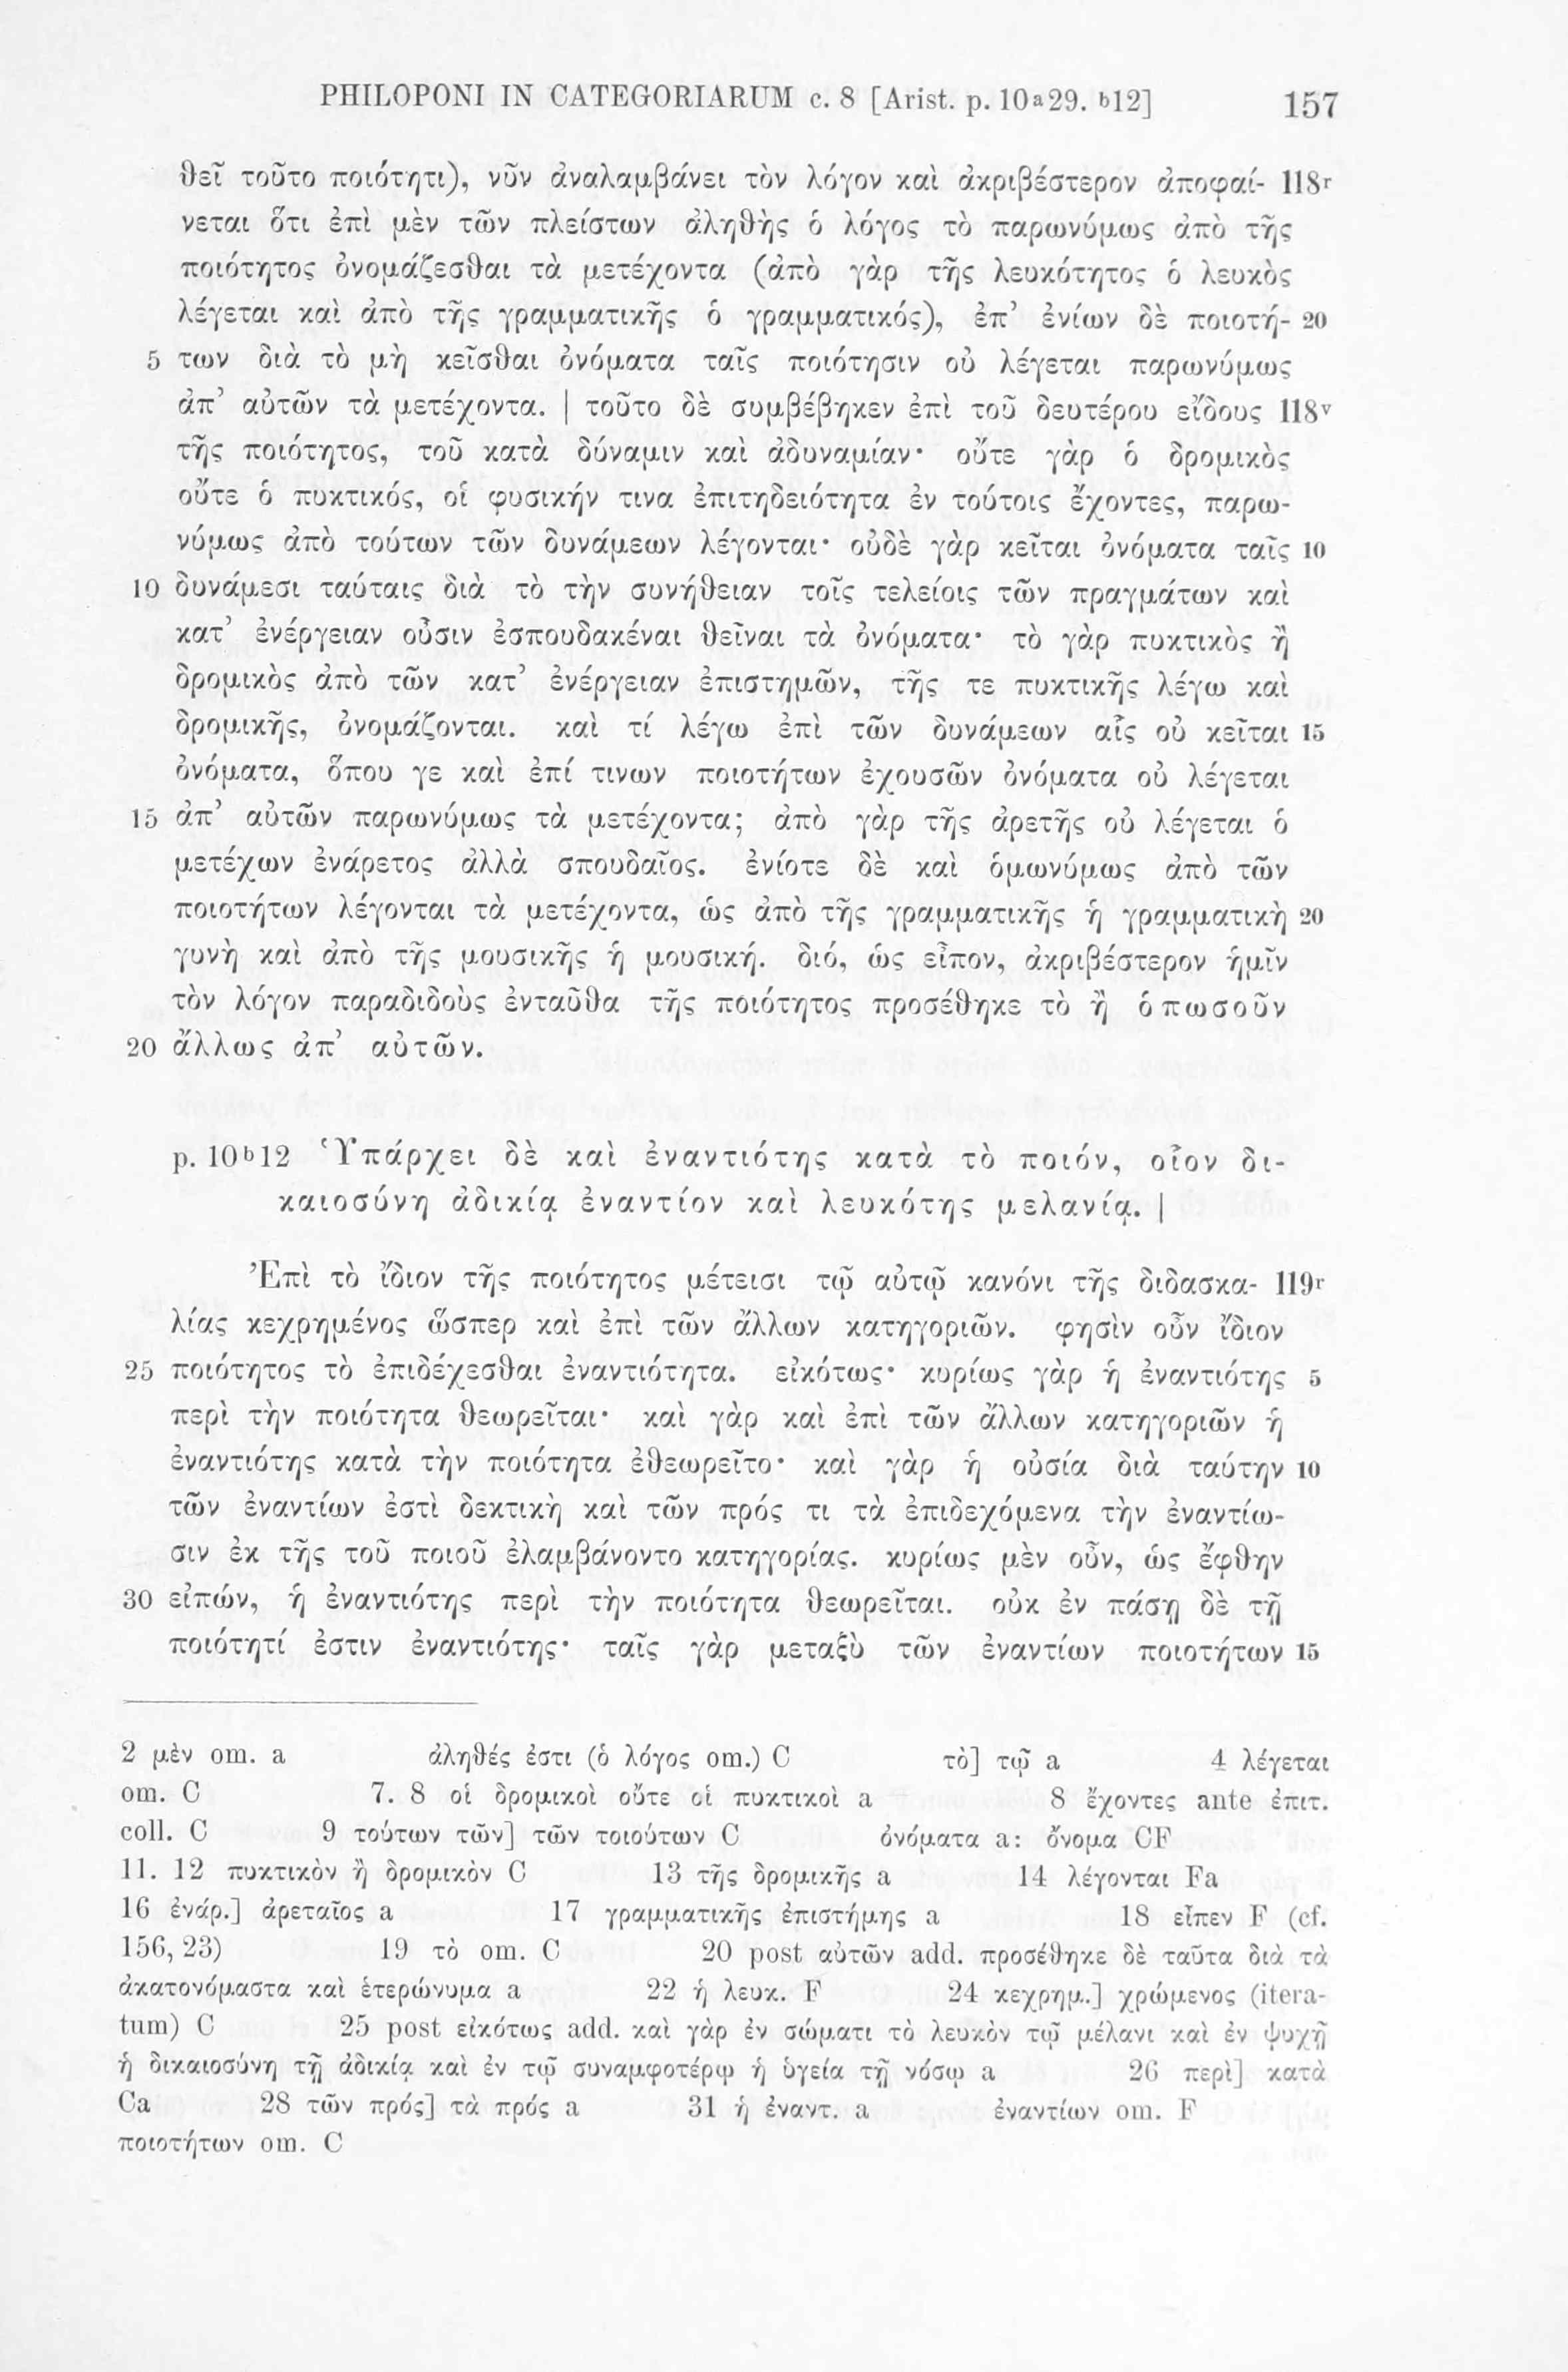 PHILOPONI IN CATEGORIARUM c. 8 [Arist. p. 10a29. b12] 157
θεῖ τοῦτο ποιότητι), νῦν ἀναλαμβάνει τὸν λόγον καὶ ἀκριβέστερον ἀποφαί- 118r
νεται ὅτι ἐπὶ μὲν τῶν πλείστων ἀληθὴς ὁ λόγος τὸ παρωνύμως ἀπὸ τῆς
ποιότητος ὀνομάζεσθαι τὰ μετέχοντα (ἀπὸ γὰρ τῆς λευκότητος ὁ λευκὸς
λέγεται καὶ ἀπὸ τῆς γραμματικῆς ὁ γραμματικός), ἐπ’ ἐνίων δὲ ποιοτή- 20
5 των διὰ τὸ μὴ κεῖσθαι ὀνόματα ταῖς ποιότησιν οὐ λέγεται παρωνύμως
ἀπ’ αὐτῶν τὰ μετέχοντα. | τοῦτο δὲ συμβέβηκεν ἐπὶ τοῦ δευτέρου εἴδους 118v
τῆς ποιότητος, τοῦ κατὰ δύναμιν καὶ ἀδυναμίαν· οὔτε γὰρ ὁ δρομικὸς
οὔτε ὁ πυκτικός, οἱ φυσικήν τινα ἐπιτηδειότητα ἐν τούτοις ἔχοντες, παρω-
νύμως ἀπὸ τούτων τῶν δυνάμεων λέγονται· οὐδὲ γὰρ κεῖται ὀνόματα ταῖς 10
10 δυνάμεσι ταύταις διὰ τὸ τὴν συνήθειαν τοῖς τελείοις τῶν πραγμάτων καὶ
κατ’ ἐνέργειαν οὖσιν ἐσπουδακέναι θεῖναι τὰ ὀνόματα· τὸ γὰρ πυκτικὸς ἢ
δρομικὸς ἀπὸ τῶν κατ’ ἐνέργειαν ἐπιστημῶν, τῆς τε πυκτικῆς λέγω καὶ
δρομικῆς, ὀνομάζονται. καὶ τί λέγω ἐπὶ τῶν δυνάμεων αἷς οὐ κεῖται 15
ὀνόματα, ὅπου γε καὶ ἐπί τινων ποιοτήτων ἐχουσῶν ὀνόματα οὐ λέγεται
15 ἀπ’ αὐτῶν παρωνύμως τὰ μετέχοντα; ἀπὸ γὰρ τῆς ἀρετῆς οὐ λέγεται ὁ
μετέχων ἐνάρετος ἀλλὰ σπουδαῖος. ἐνίοτε δὲ καὶ ὁμωνύμως ἀπὸ τῶν
ποιοτήτων λέγονται τὰ μετέχοντα, ὡς ἀπὸ τῆς γραμματικῆς ἡ γραμματικὴ 20
γυνὴ καὶ ἀπὸ τῆς μουσικῆς ἡ μουσική. διό, ὡς εἶπον, ἀκριβέστερον ἡμῖν
τὸν λόγον παραδιδοὺς ἐνταῦθα τῆς ποιότητος προσέθηκε τὸ ἢ ὁπωσοῦν
20 ἄλλως ἀπ’ αὐτῶν.
p. 10b12 Ὑπάρχει δὲ καὶ ἐναντιότης κατὰ τὸ ποιόν, οἷον δι-
καιοσύνη ἀδικίᾳ ἐναντίον καὶ λευκότης μελανίᾳ. |
Ἐπὶ τὸ ἴδιον τῆς ποιότητος μέτεισι τῷ αὐτῷ κανόνι τῆς διδασκα- 119r
λίας κεχρημένος ὥσπερ καὶ ἐπὶ τῶν ἄλλων κατηγοριῶν. φησὶν οὖν ἴδιον
25 ποιότητος τὸ ἐπιδέχεσθαι ἐναντιότητα. εἰκότως· κυρίως γὰρ ἡ ἐναντιότης 5
περὶ τὴν ποιότητα θεωρεῖται· καὶ γὰρ καὶ ἐπὶ τῶν ἄλλων κατηγοριῶν ἡ
ἐναντιότης κατὰ τὴν ποιότητα ἐθεωρεῖτο· καὶ γὰρ ἡ οὐσία διὰ ταύτην 10
τῶν ἐναντίων ἐστὶ δεκτικὴ καὶ τῶν πρός τι τὰ ἐπιδεχόμενα τὴν ἐναντίω-
σιν ἐκ τῆς τοῦ ποιοῦ ἐλαμβάνοντο κατηγορίας. κυρίως μὲν οὖν, ὡς ἔφθην
30 εἰπών, ἡ ἐναντιότης περὶ τὴν ποιότητα θεωρεῖται. οὐκ ἐν πάσῃ δὲ τῇ
ποιότητί ἐστιν ἐναντιότης· ταῖς γὰρ μεταξὺ τῶν ἐναντίων ποιοτήτων 15
2 μὲν om. a ἀληθές ἐστι (ὁ λόγος om.) C τὸ] τῷ a 4 λέγεται
om. C 7. 8 οἱ δρομικοὶ οὔτε οἱ πυκτικοὶ a 8 ἔχοντες ante ἐπιτ.
coll. C 9 τούτων τῶν] τῶν τοιούτων C ὀνόματα a: ὄνομα CF
11. 12 πυκτικὸν ἢ δρομικὸν C 13 τῆς δρομικῆς a 14 λέγονται Fa
16 ἐνάρ.] ἀρεταῖος a 17 γραμματικῆς ἐπιστήμης a 18 εἶπεν F (cf.
156, 23) 19 τὸ om. C 20 post αὐτῶν add. προσέθηκε δὲ ταῦτα διὰ τὰ
ἀκατονόμαστα καὶ ἑτερώνυμα a 22 ἡ λευκ. F 24 κεχρημ.] χρώμενος (itera-
tum) C 25 post εἰκότως add. καὶ γὰρ ἐν σώματι τὸ λευκὸν τῷ μέλανι καὶ ἐν ψυχῇ
ἡ δικαιοσύνη τῇ ἀδικίᾳ καὶ ἐν τῷ συναμφοτέρῳ ἡ ὑγεία τῇ νόσῳ a 26 περὶ] κατὰ
Ca 28 τῶν πρός] τὰ πρός a 31 ἡ ἐναντ. a ἐναντίων om. F
ποιοτήτων om. C